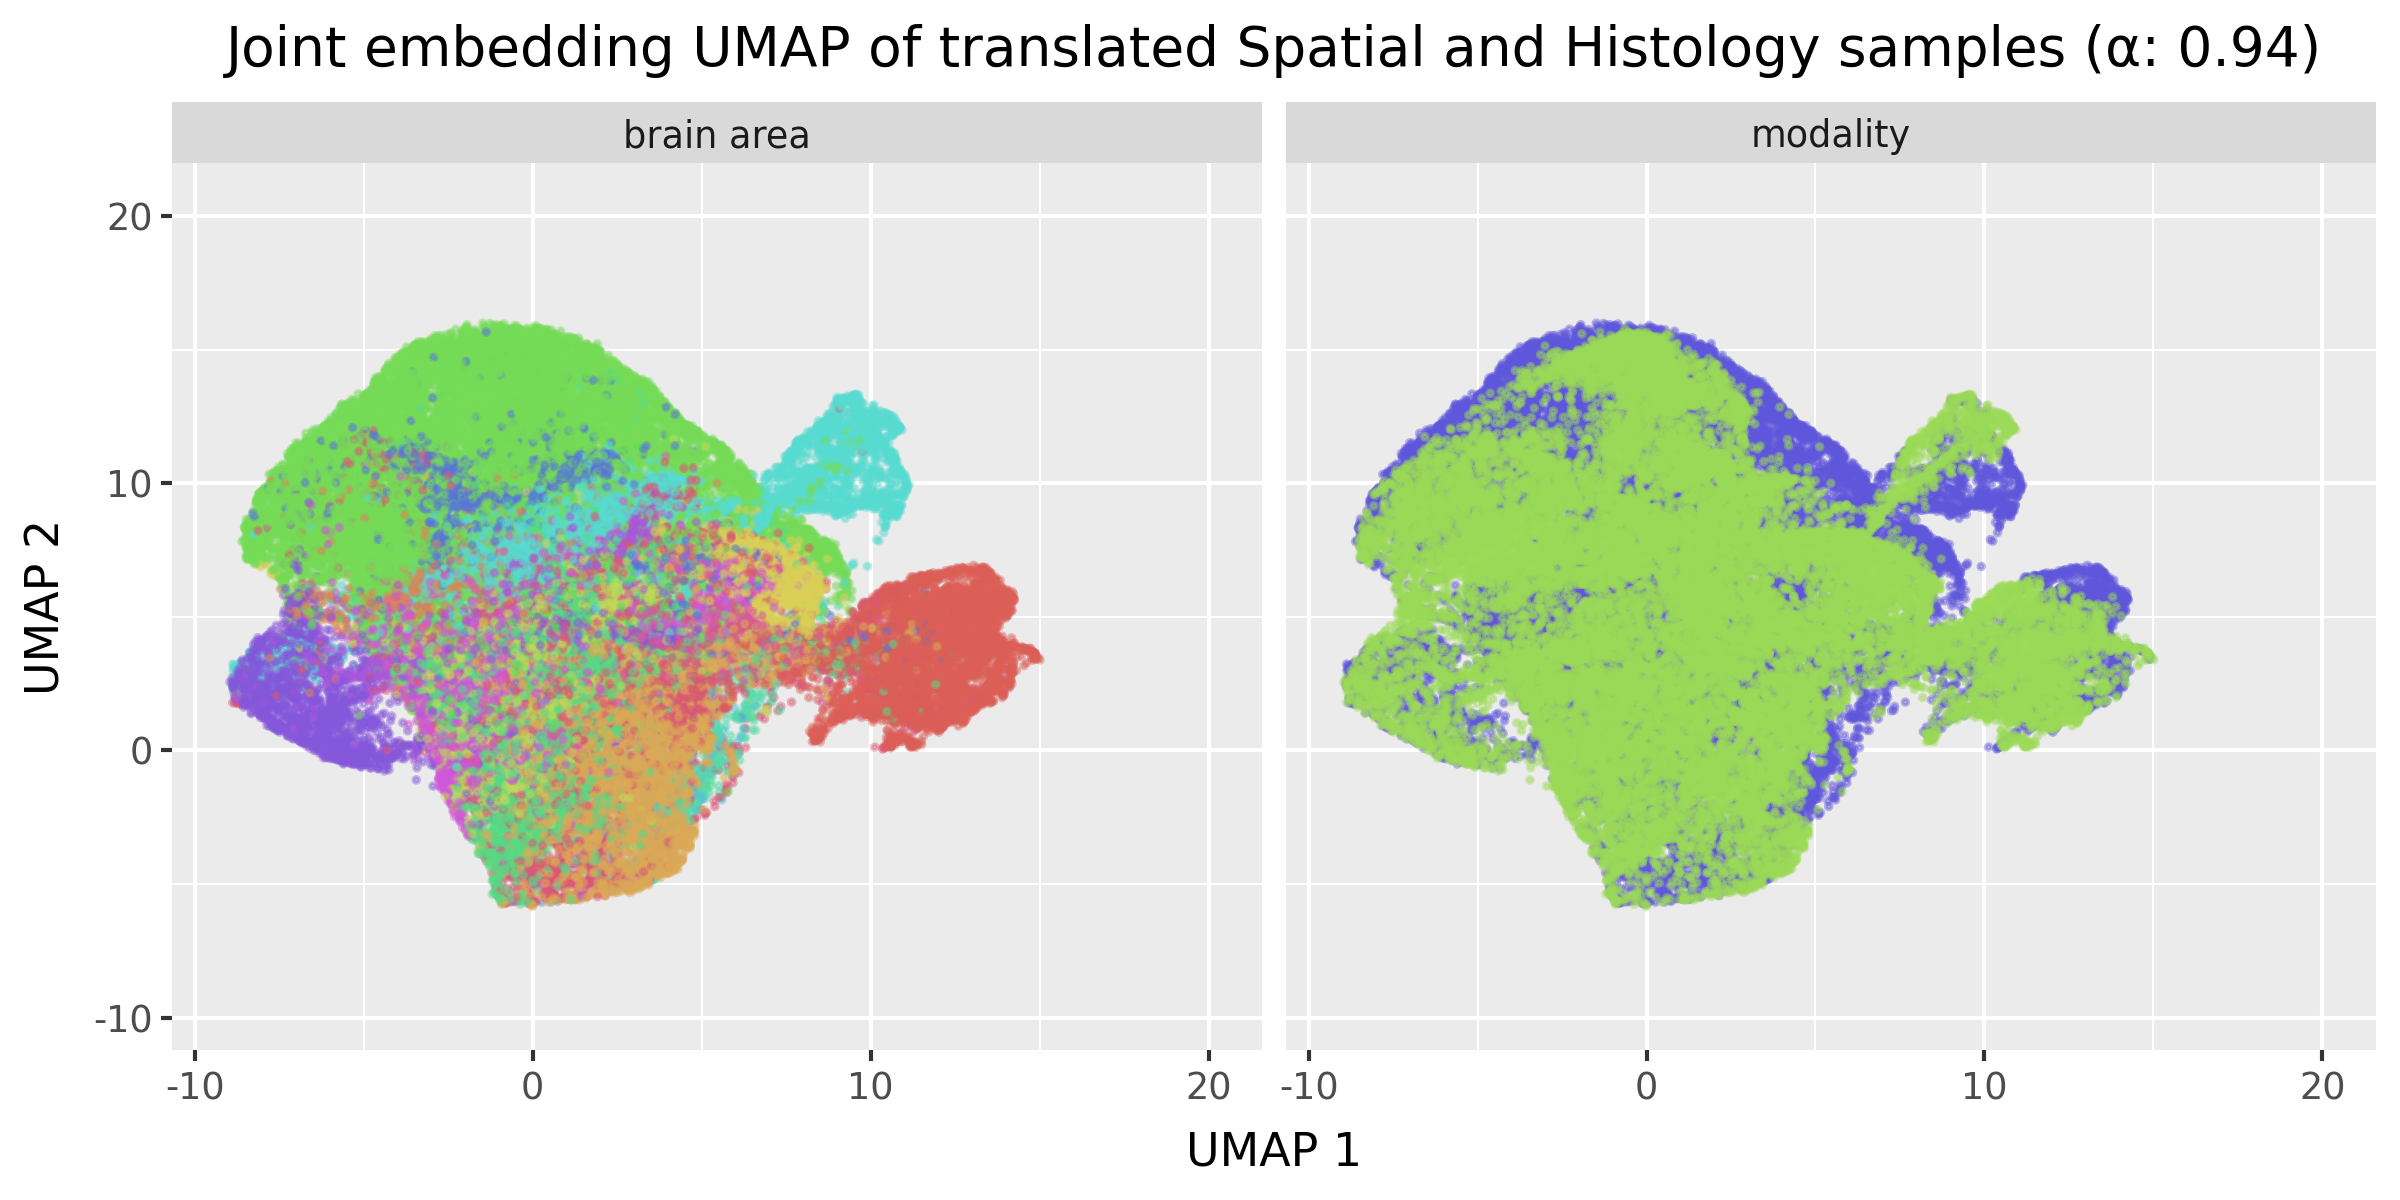 Joint embedding UMAP of translated Spatial and Histology samples (α: 0.94)
brain area
modality
UMAP 2
20
10
0
-10
-10 0 10 20
-10 0 10 20
UMAP 1